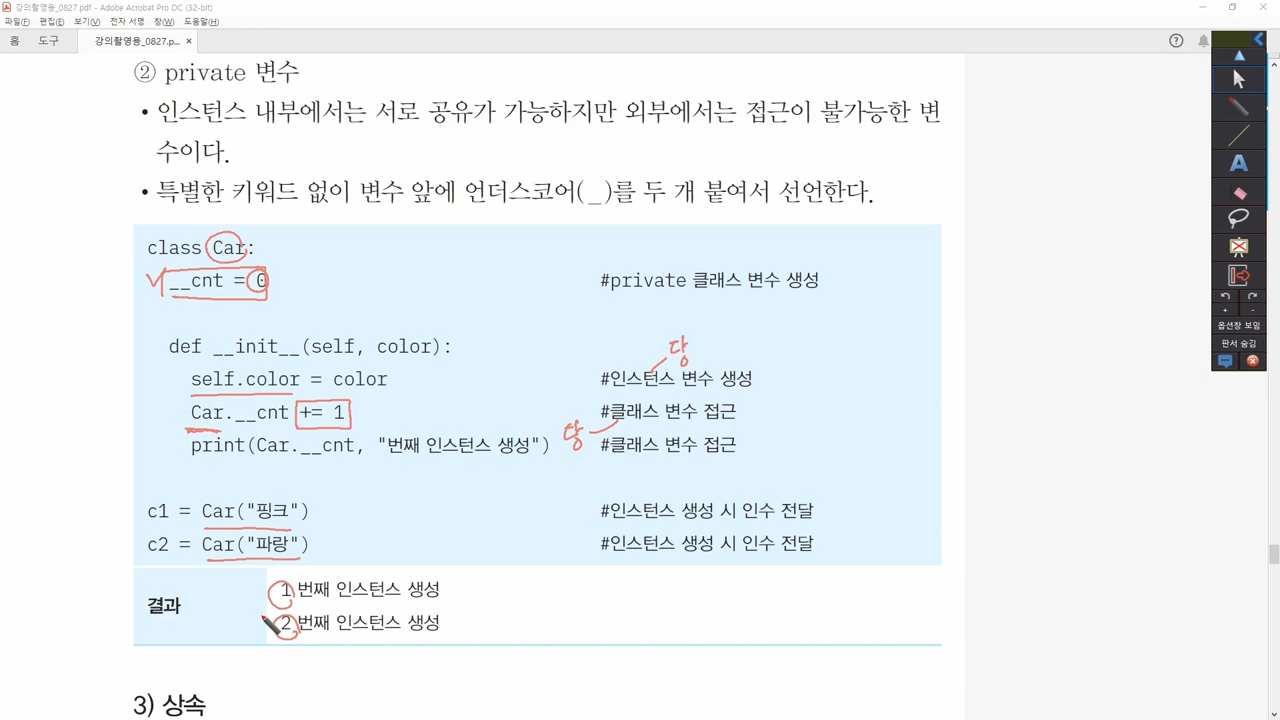 강의촬영용_0827.pdf - Adobe Acrobat Pro DC (32-bit)
파일(F) 편집(E) 보기(V) 전자 서명 창(W) 도움말(H)
홈 도구 강의촬영용_0827.p... ×
② private 변수
• 인스턴스 내부에서는 서로 공유가 가능하지만 외부에서는 접근이 불가능한 변
수이다.
• 특별한 키워드 없이 변수 앞에 언더스코어(_)를 두 개 붙여서 선언한다.
class Car:
__cnt = 0 #private 클래스 변수 생성
def __init__(self, color):
당
self.color = color #인스턴스 변수 생성
Car.__cnt += 1 #클래스 변수 접근
당
print(Car.__cnt, "번째 인스턴스 생성") #클래스 변수 접근
c1 = Car("핑크") #인스턴스 생성 시 인수 전달
c2 = Car("파랑") #인스턴스 생성 시 인수 전달
결과
1 번째 인스턴스 생성
2 번째 인스턴스 생성
3) 상속
A
+ -
옵션창 보임
판서 숨김